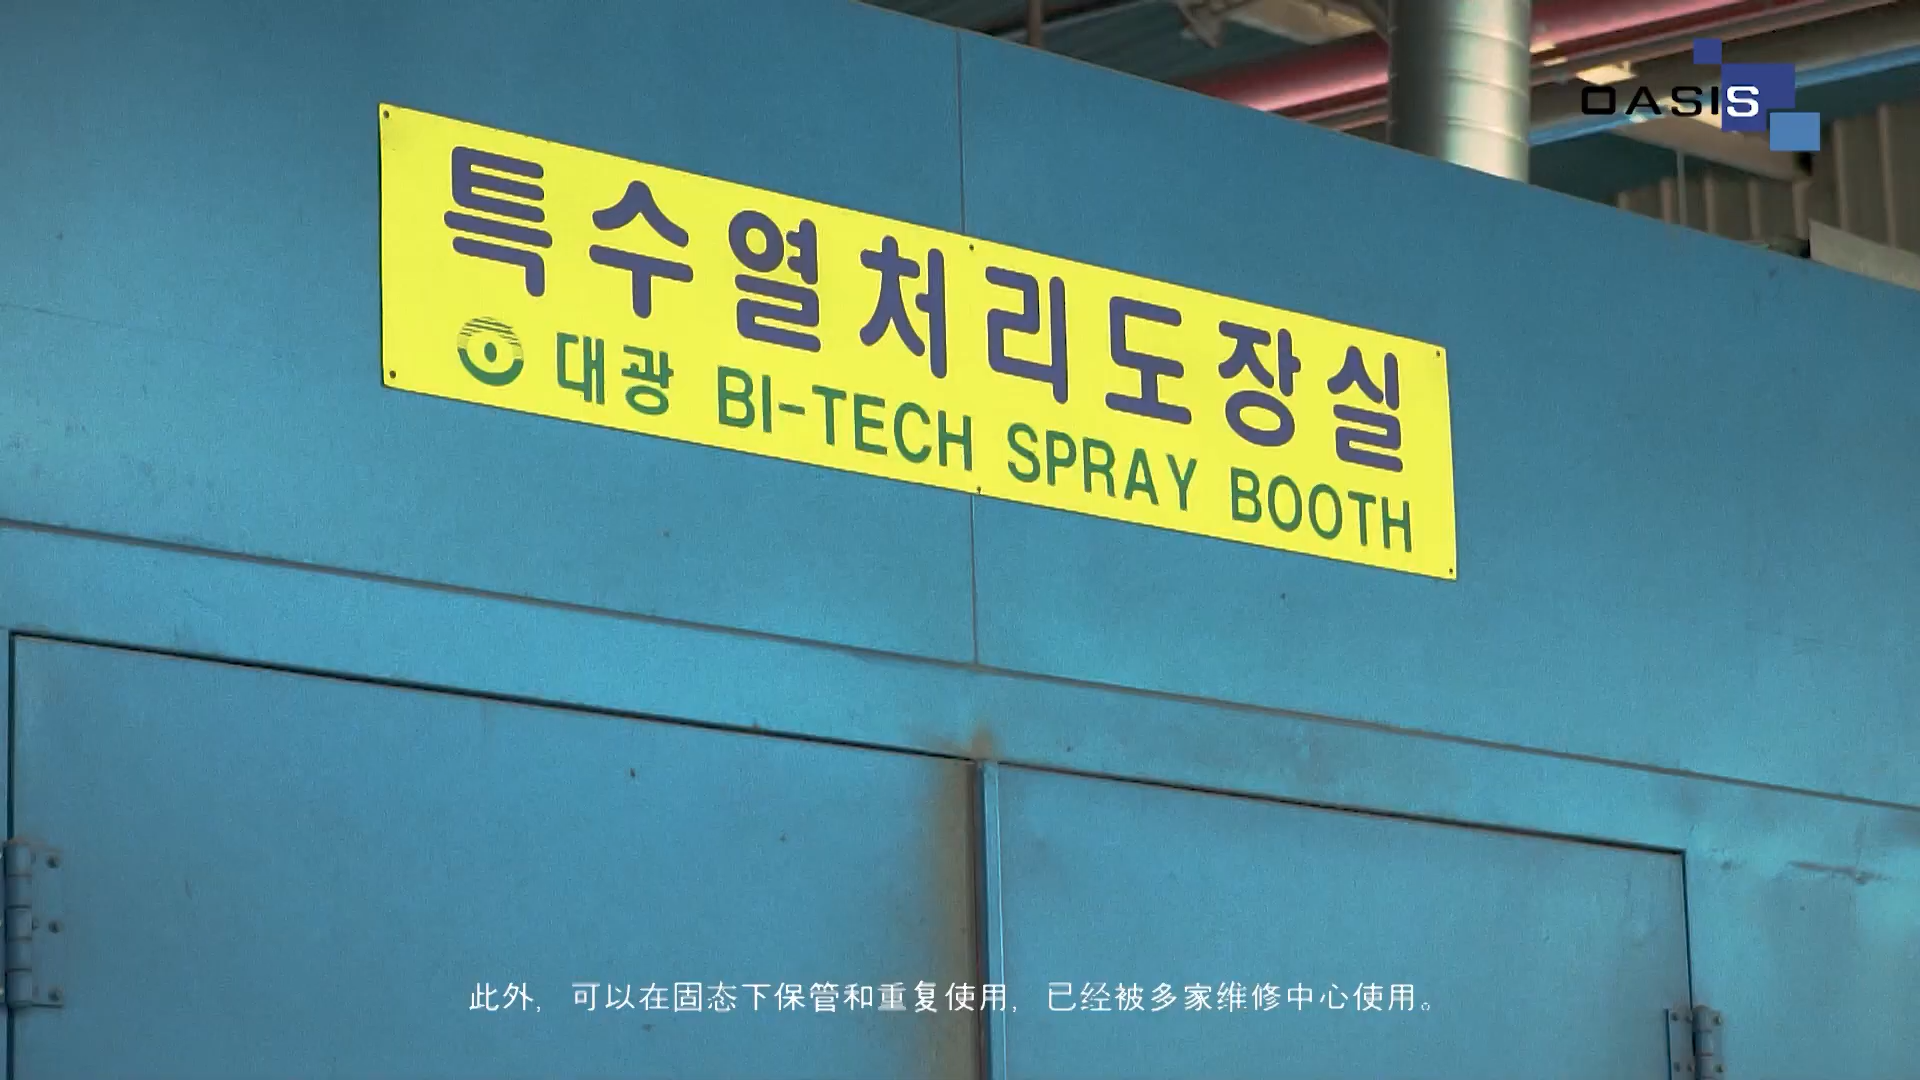 OASIS
특수열처리도장실
대광 BI-TECH SPRAY BOOTH
此外, 可以在固态下保管和重复使用, 已经被多家维修中心使用。